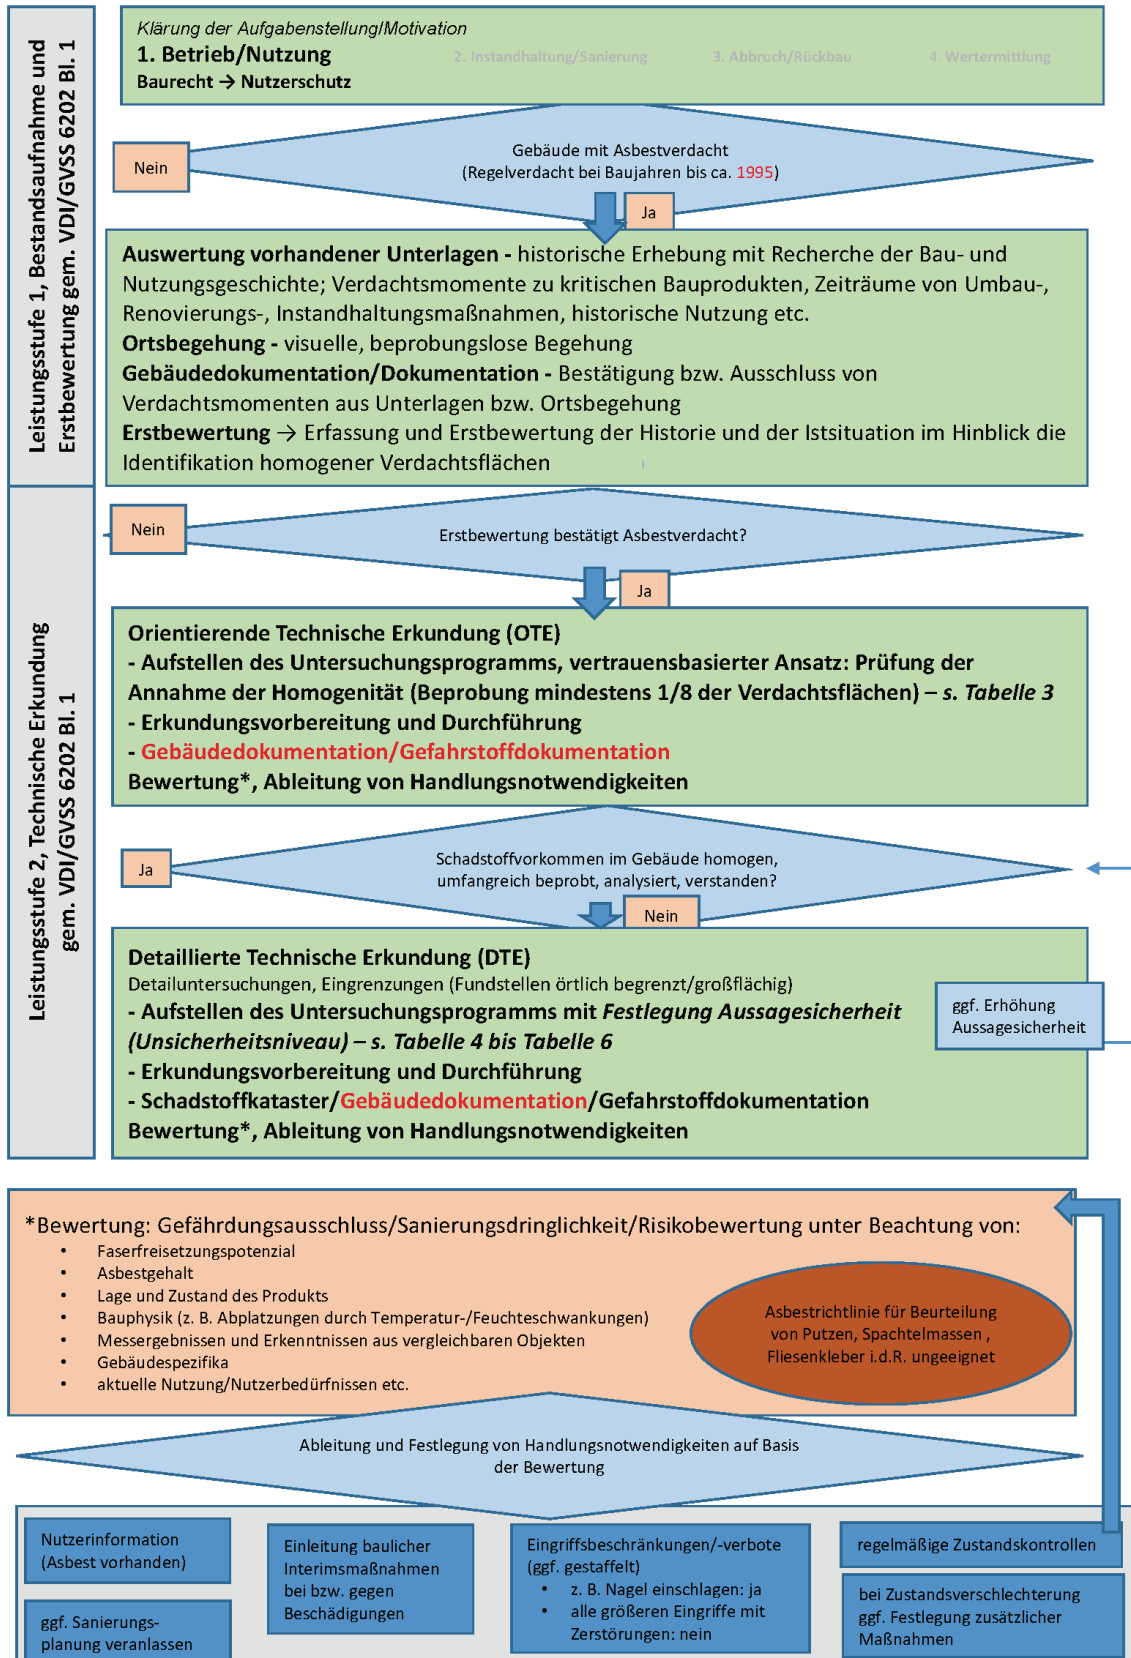 Leistungsstufe 1, Bestandsaufnahme und
Erstbewertung gem. VDI/GVSS 6202 Bl. 1
Klärung der Aufgabenstellung/Motivation
1. Betrieb/Nutzung
2. Instandhaltung/Sanierung
3. Abbruch/Rückbau
4. Wertermittlung
Baurecht → Nutzerschutz
Nein
Gebäude mit Asbestverdacht
(Regelverdacht bei Baujahren bis ca. 1995)
Ja
Auswertung vorhandener Unterlagen - historische Erhebung mit Recherche der Bau- und
Nutzungsgeschichte; Verdachtsmomente zu kritischen Bauprodukten, Zeiträume von Umbau-,
Renovierungs-, Instandhaltungsmaßnahmen, historische Nutzung etc.
Ortsbegehung - visuelle, beprobungslose Begehung
Gebäudedokumentation/Dokumentation - Bestätigung bzw. Ausschluss von
Verdachtsmomenten aus Unterlagen bzw. Ortsbegehung
Erstbewertung → Erfassung und Erstbewertung der Historie und der Istsituation im Hinblick die
Identifikation homogener Verdachtsflächen
Leistungsstufe 2, Technische Erkundung
gem. VDI/GVSS 6202 Bl. 1
Nein
Erstbewertung bestätigt Asbestverdacht?
Ja
Orientierende Technische Erkundung (OTE)
- Aufstellen des Untersuchungsprogramms, vertrauensbasierter Ansatz: Prüfung der
Annahme der Homogenität (Beprobung mindestens 1/8 der Verdachtsflächen) – s. Tabelle 3
- Erkundungsvorbereitung und Durchführung
- Gebäudedokumentation/Gefahrstoffdokumentation
Bewertung*, Ableitung von Handlungsnotwendigkeiten
Ja
Schadstoffvorkommen im Gebäude homogen,
umfangreich beprobt, analysiert, verstanden?
Nein
Detaillierte Technische Erkundung (DTE)
Detailuntersuchungen, Eingrenzungen (Fundstellen örtlich begrenzt/großflächig)
- Aufstellen des Untersuchungsprogramms mit Festlegung Aussagesicherheit
(Unsicherheitsniveau) – s. Tabelle 4 bis Tabelle 6
- Erkundungsvorbereitung und Durchführung
- Schadstoffkataster/Gebäudedokumentation/Gefahrstoffdokumentation
Bewertung*, Ableitung von Handlungsnotwendigkeiten
ggf. Erhöhung
Aussagesicherheit
*Bewertung: Gefährdungsausschluss/Sanierungsdringlichkeit/Risikobewertung unter Beachtung von:
• Faserfreisetzungspotenzial
• Asbestgehalt
• Lage und Zustand des Produkts
• Bauphysik (z. B. Abplatzungen durch Temperatur-/Feuchteschwankungen)
• Messergebnissen und Erkenntnissen aus vergleichbaren Objekten
• Gebäudespezifika
• aktuelle Nutzung/Nutzerbedürfnissen etc.
Asbestrichtlinie für Beurteilung
von Putzen, Spachtelmassen ,
Fliesenkleber i.d.R. ungeeignet
Ableitung und Festlegung von Handlungsnotwendigkeiten auf Basis
der Bewertung
Nutzerinformation
(Asbest vorhanden)
ggf. Sanierungs-
planung veranlassen
Einleitung baulicher
Interimsmaßnahmen
bei bzw. gegen
Beschädigungen
Eingriffsbeschränkungen/-verbote
(ggf. gestaffelt)
• z. B. Nagel einschlagen: ja
• alle größeren Eingriffe mit
Zerstörungen: nein
regelmäßige Zustandskontrollen
bei Zustandsverschlechterung
ggf. Festlegung zusätzlicher
Maßnahmen